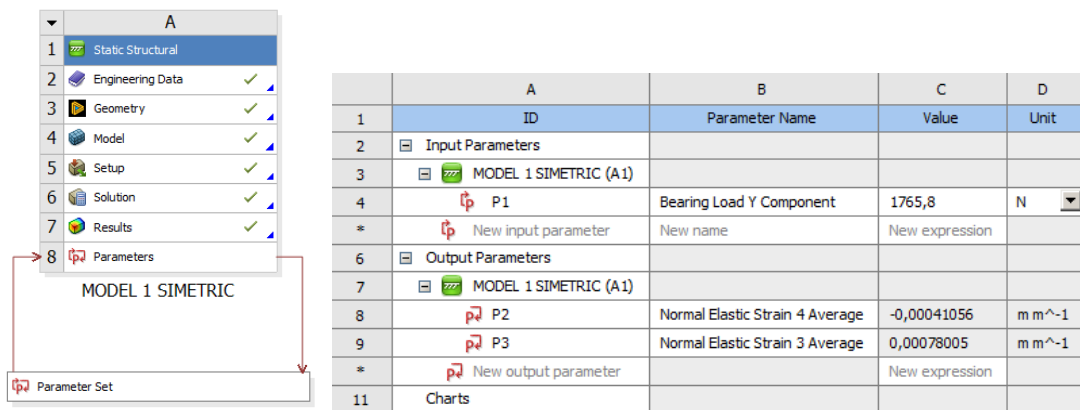 A
1 Static Structural
2 Engineering Data
3 Geometry
4 Model
5 Setup
6 Solution
7 Results
8 Parameters
MODEL 1 SIMETRIC
Parameter Set
A B C D
1 ID Parameter Name Value Unit
2 Input Parameters
3 MODEL 1 SIMETRIC (A1)
4 P1 Bearing Load Y Component 1765,8 N
* New input parameter New name New expression
6 Output Parameters
7 MODEL 1 SIMETRIC (A1)
8 P2 Normal Elastic Strain 4 Average -0,00041056 m m^-1
9 P3 Normal Elastic Strain 3 Average 0,00078005 m m^-1
* New output parameter New expression
11 Charts